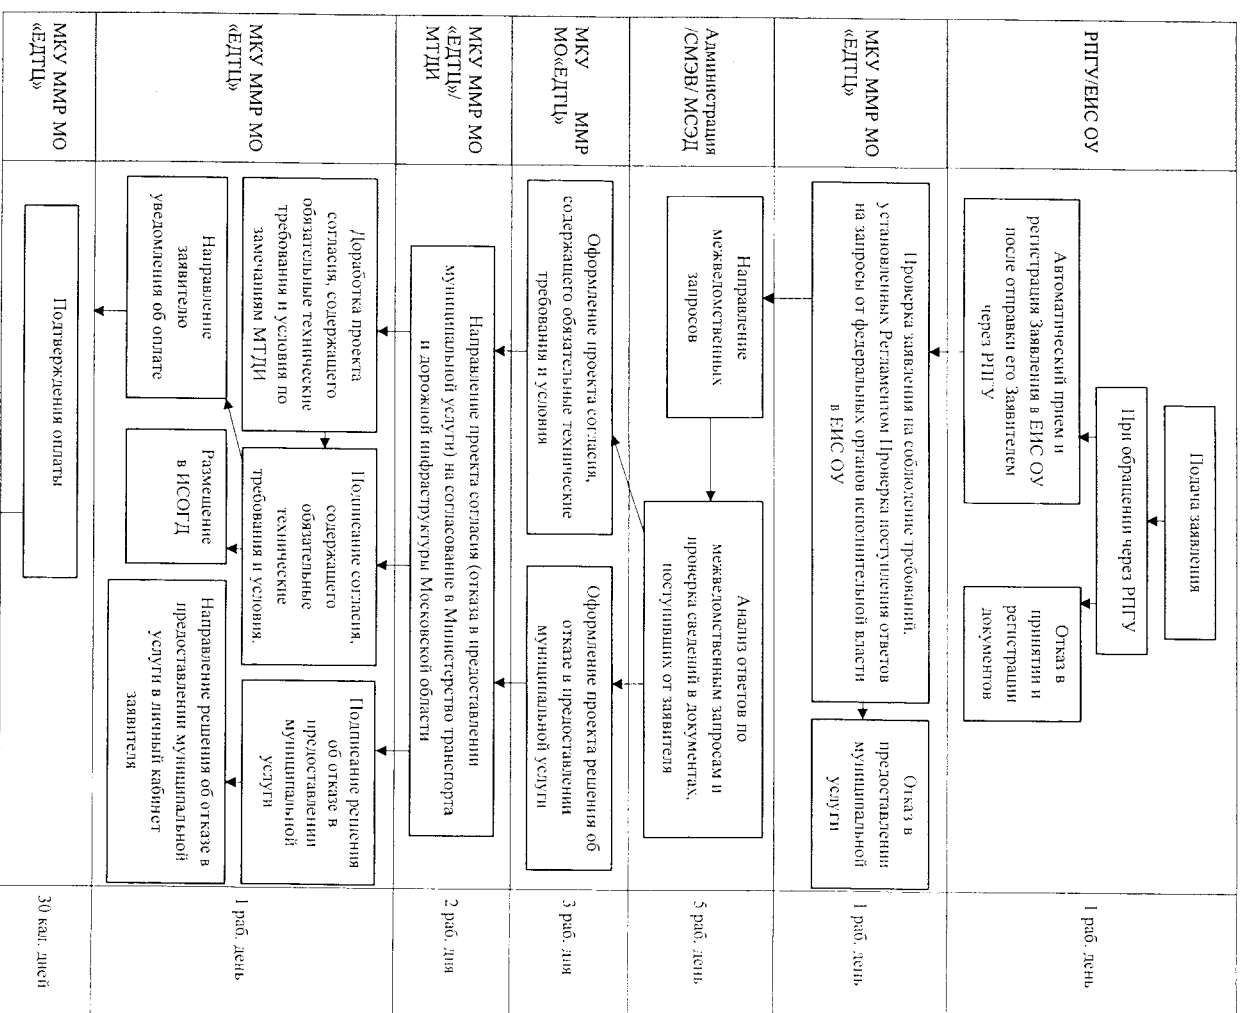 РПГУ/ЕИС ОУ
Подача заявления
При обращении через РПГУ
Автоматический прием и
регистрация Заявления в ЕИС ОУ
после отправки его Заявителем
через РПГУ
Отказ в
принятии и
регистрации
документов
1 раб. день
МКУ ММР МО
«ЕДТЦ»
Проверка заявления на соблюдение требований,
установленных Регламентом Проверка поступления ответов
на запросы от федеральных органов исполнительной власти
в ЕИС ОУ
Отказ в
предоставлении
муниципальной
услуги
1 раб. день
Администрация
/СМЭВ/ МСЭД
Направление
межведомственных
запросов
Анализ ответов по
межведомственным запросам и
проверка сведений в документах,
поступивших от заявителя
5 раб. день
МКУ ММР
МО«ЕДТЦ»
Оформление проекта согласия,
содержащего обязательные технические
требования и условия
Оформление проекта решения об
отказе в предоставлении
муниципальной услуги
3 раб. дня
МКУ ММР МО
«ЕДТЦ»/
МТДИ
Направление проекта согласия (отказа в предоставлении
муниципальной услуги) на согласование в Министерство транспорта
и дорожной инфраструктуры Московской области
2 раб. дня
МКУ ММР МО
«ЕДТЦ»
Доработка проекта
согласия, содержащего
обязательные технические
требования и условия по
замечаниям МТДИ
Подписание согласия,
содержащего
обязательные
технические
требования и условия,
Подписание решения
об отказе в
предоставлении
муниципальной
услуги
Направление
заявителю
уведомления об оплате
Размещение
в ИСОГД
Направление решения об отказе в
предоставлении муниципальной
услуги в личный кабинет
заявителя
1 раб. день
МКУ ММР МО
«ЕДТЦ»
Подтверждения оплаты
30 кал. дней